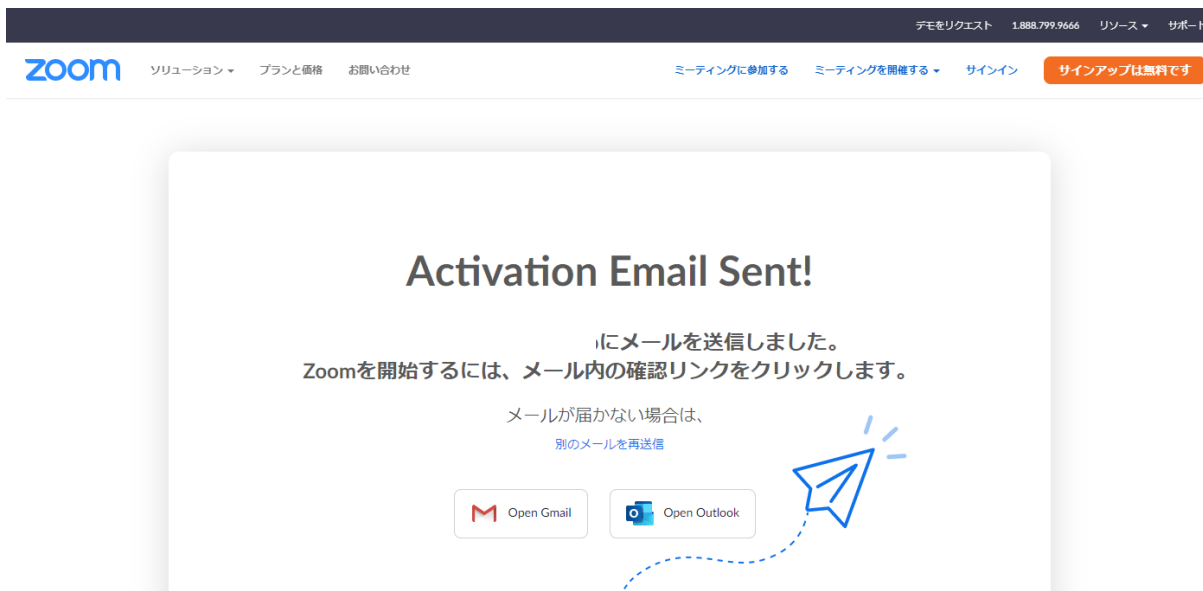 デモをリクエスト 1.888.799.9666 リソース サポート
zoom ソリューション プランと価格 お問い合わせ ミーティングに参加する ミーティングを開催する サインイン サインアップは無料です
Activation Email Sent!
にメールを送信しました。
Zoomを開始するには、メール内の確認リンクをクリックします。
メールが届かない場合は、
別のメールを再送信
Open Gmail Open Outlook